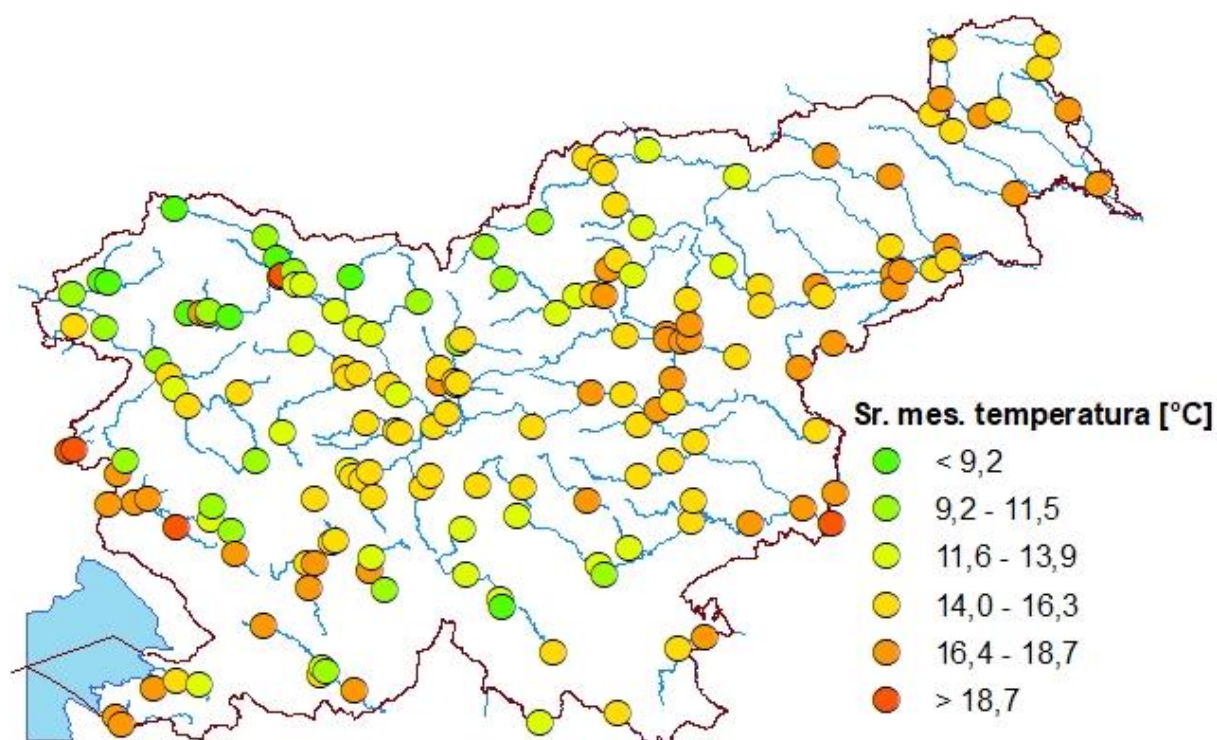 Sr. mes. temperatura [°C]
< 9,2
9,2 - 11,5
11,6 - 13,9
14,0 - 16,3
16,4 - 18,7
> 18,7